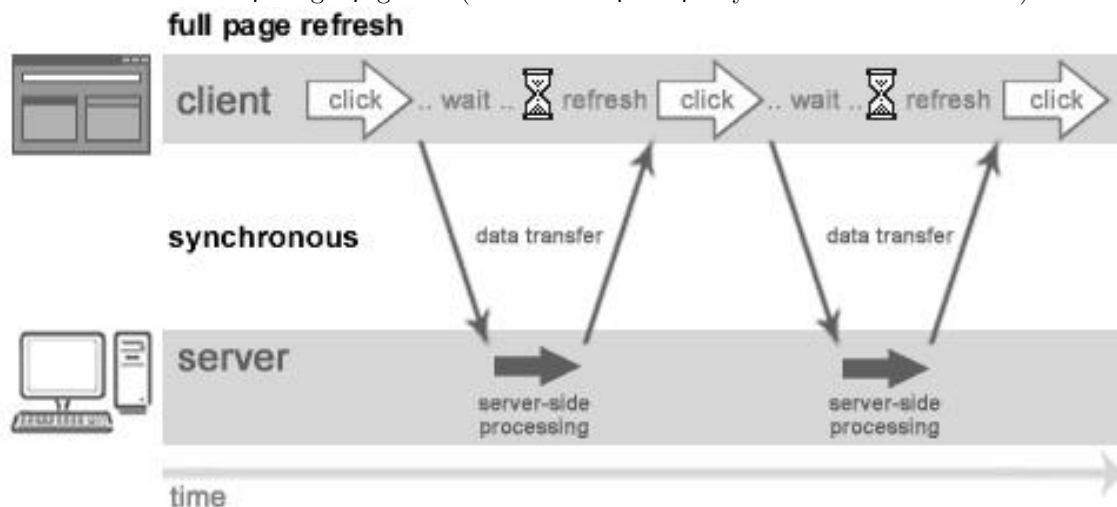 full page refresh
client click .. wait .. refresh click .. wait .. refresh click
synchronous data transfer data transfer
server
server-side processing server-side processing
time